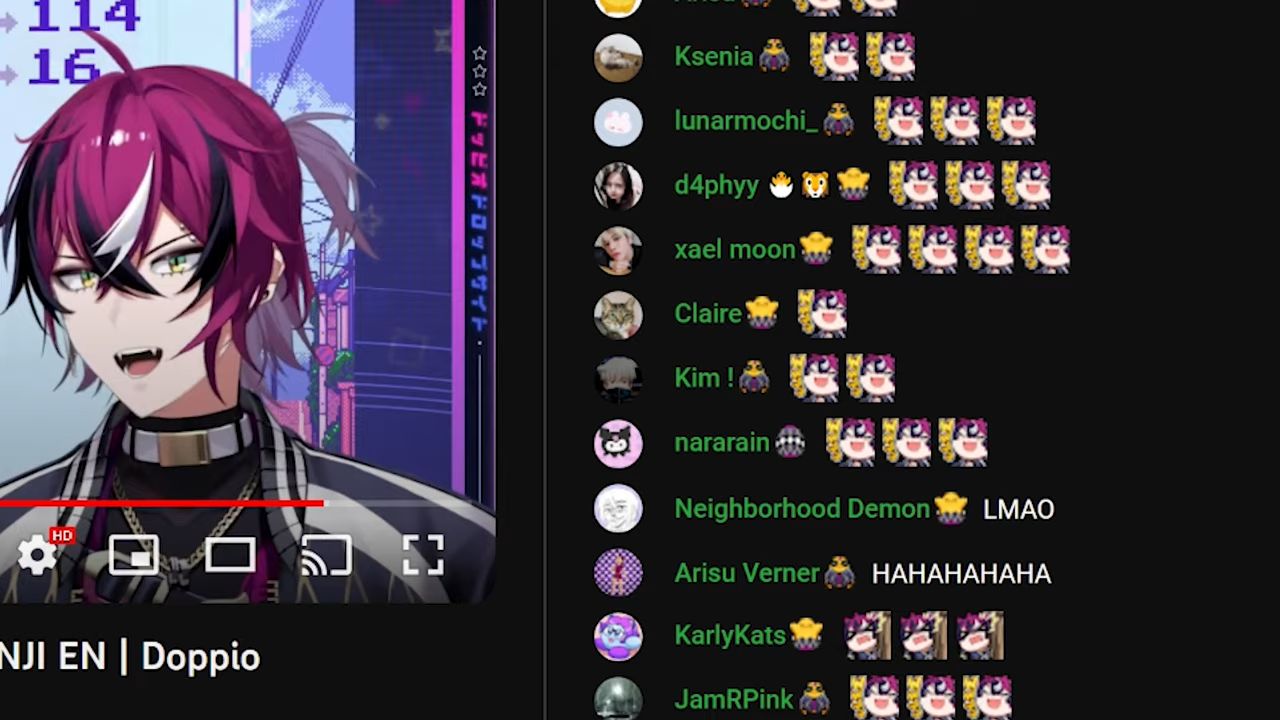 114
16
HD
NJI EN | Doppio
Ksenia
lunarmochi_
d4phyy
xael moon
Claire
Kim !
nararain
Neighborhood Demon LMAO
Arisu Verner HAHAHAHAHA
KarlyKats
JamRPink